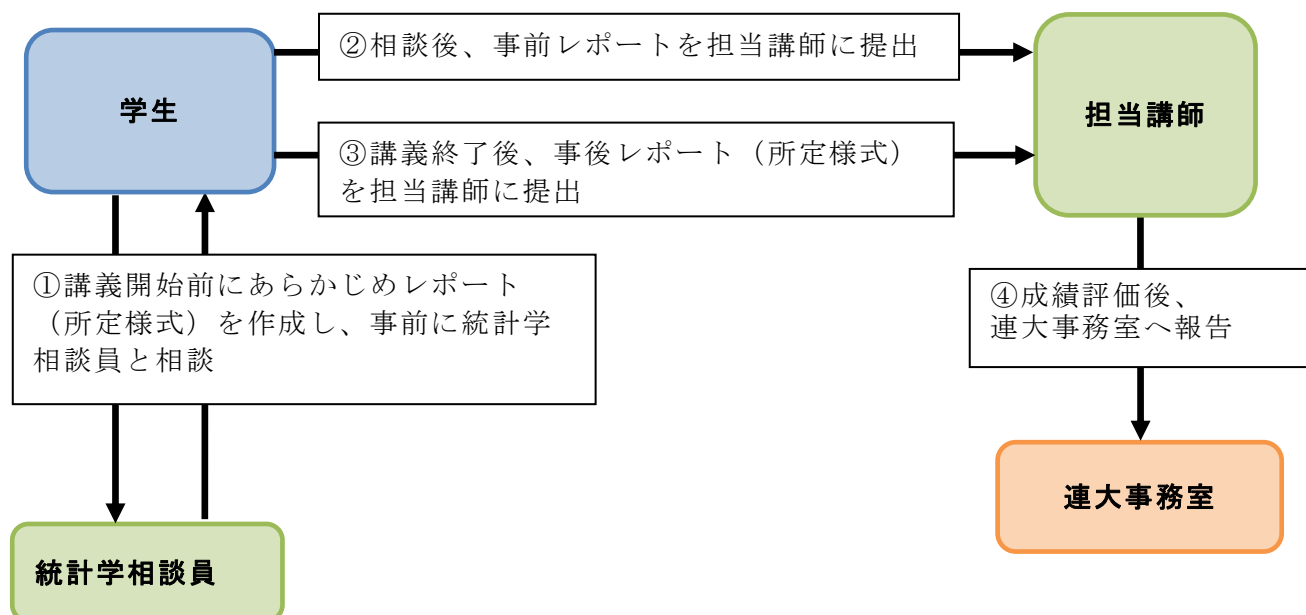 ②相談後、事前レポートを担当講師に提出
学生
担当講師
③講義終了後、事後レポート（所定様式）
を担当講師に提出
①講義開始前にあらかじめレポート
（所定様式）を作成し、事前に統計学
相談員と相談
④成績評価後、
連大事務室へ報告
連大事務室
統計学相談員